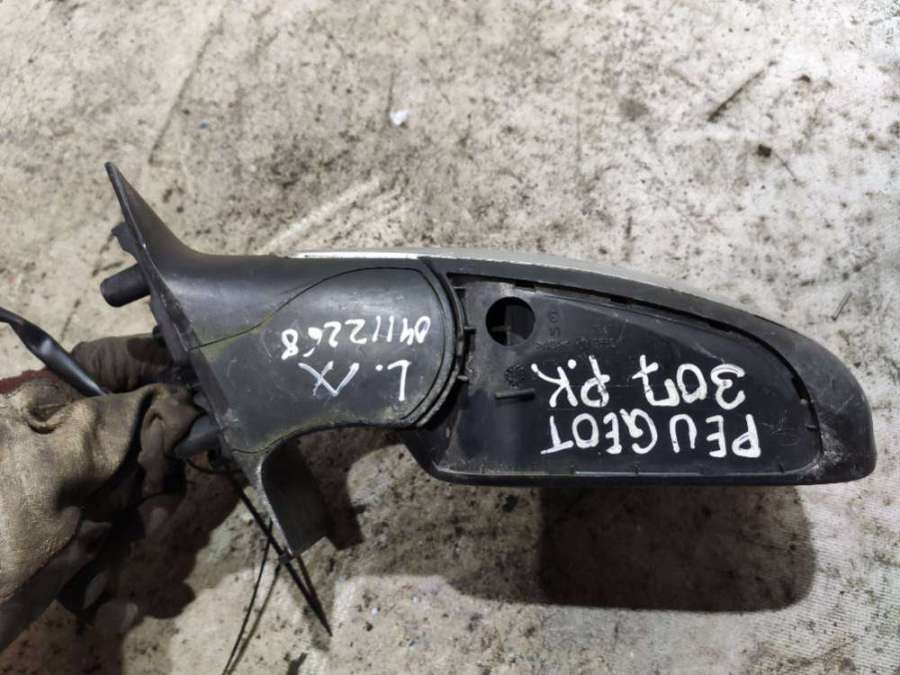 PEUGEOT
307 P.K
L.X
04112268